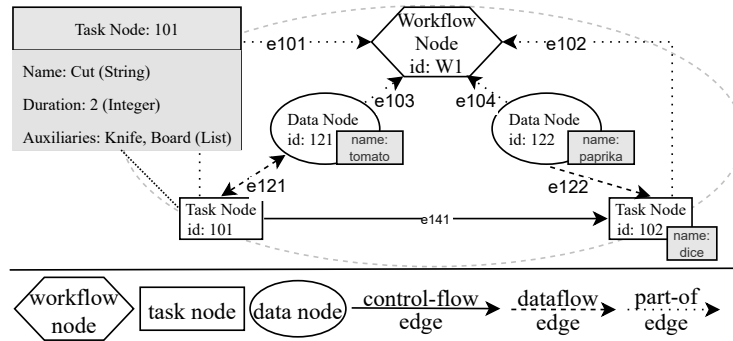 Task Node: 101
Name: Cut (String)
Duration: 2 (Integer)
Auxiliaries: Knife, Board (List)
e101
Workflow
Node
id: W1
e102
e103
e104
Data Node
id: 121
name:
tomato
Data Node
id: 122
name:
paprika
e121
e122
Task Node
id: 101
e141
Task Node
id: 102
name:
dice
workflow
node
task node
data node
control-flow
edge
dataflow
edge
part-of
edge